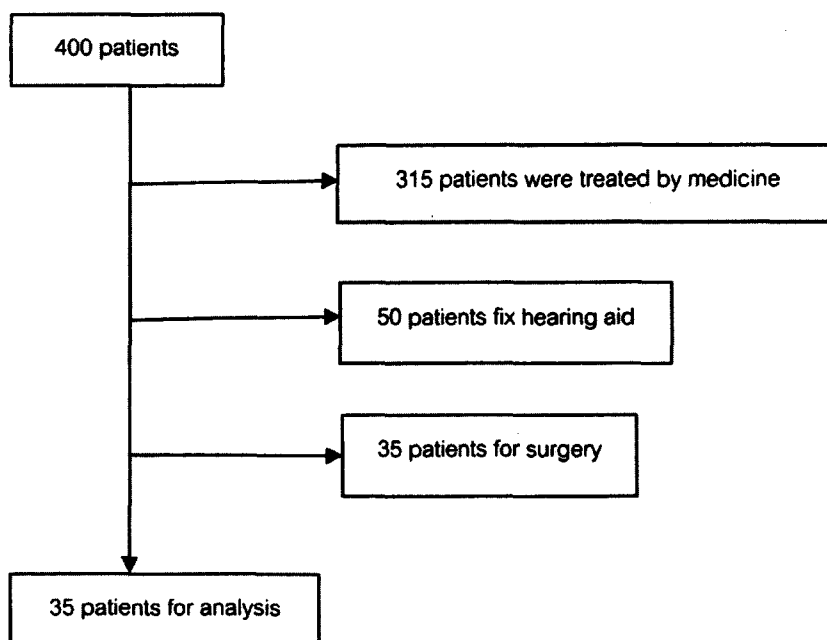 400 patients
315 patients were treated by medicine
50 patients fix hearing aid
35 patients for surgery
35 patients for analysis